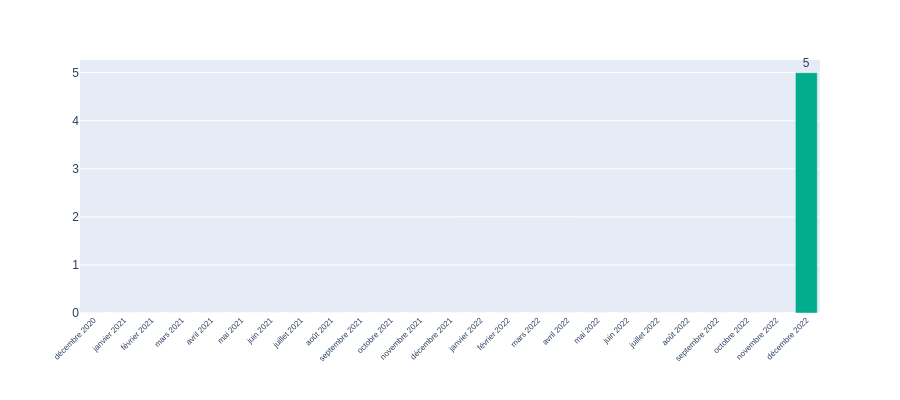 5
5
4
3
2
1
0
décembre 2020
janvier 2021
février 2021
mars 2021
avril 2021
mai 2021
juin 2021
juillet 2021
août 2021
septembre 2021
octobre 2021
novembre 2021
décembre 2021
janvier 2022
février 2022
mars 2022
avril 2022
mai 2022
juin 2022
juillet 2022
août 2022
septembre 2022
octobre 2022
novembre 2022
décembre 2022